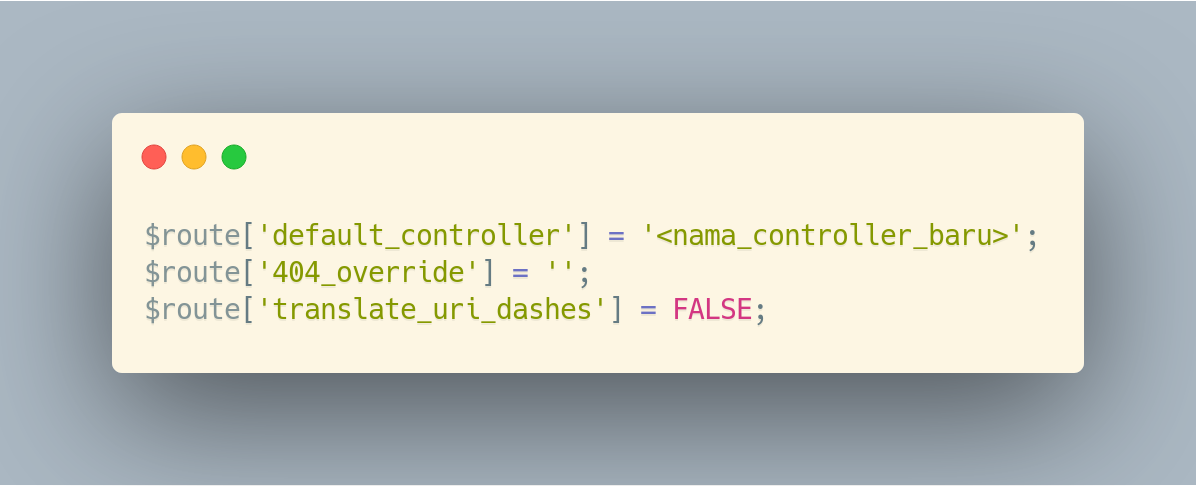 $route['default_controller'] = '<nama_controller_baru>';
$route['404_override'] = '';
$route['translate_uri_dashes'] = FALSE;